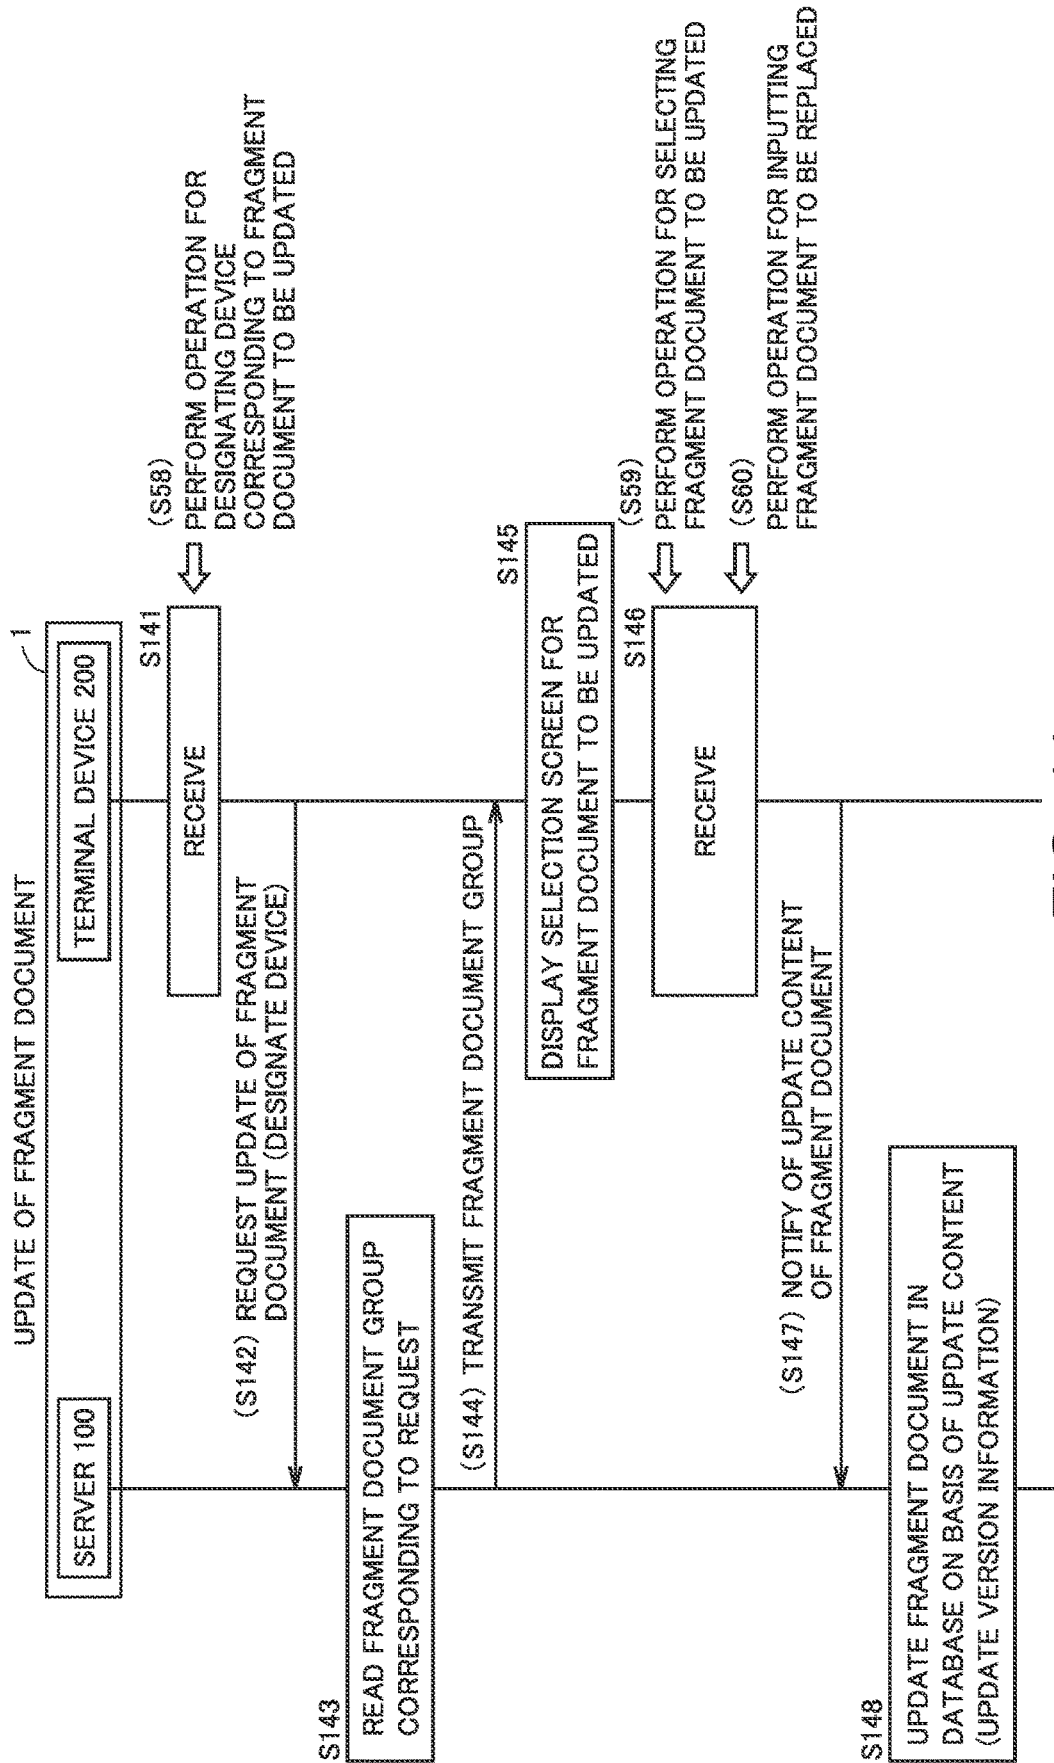 UPDATE OF FRAGMENT DOCUMENT
1
SERVER 100
TERMINAL DEVICE 200
S141
RECEIVE
(S58)
PERFORM OPERATION FOR
DESIGNATING DEVICE
CORRESPONDING TO FRAGMENT
DOCUMENT TO BE UPDATED
(S142) REQUEST UPDATE OF FRAGMENT
DOCUMENT (DESIGNATE DEVICE)
S143
READ FRAGMENT DOCUMENT GROUP
CORRESPONDING TO REQUEST
(S144) TRANSMIT FRAGMENT DOCUMENT GROUP
S145
DISPLAY SELECTION SCREEN FOR
FRAGMENT DOCUMENT TO BE UPDATED
S146
RECEIVE
(S59)
PERFORM OPERATION FOR SELECTING
FRAGMENT DOCUMENT TO BE UPDATED
(S60)
PERFORM OPERATION FOR INPUTTING
FRAGMENT DOCUMENT TO BE REPLACED
(S147) NOTIFY OF UPDATE CONTENT
OF FRAGMENT DOCUMENT
S148
UPDATE FRAGMENT DOCUMENT IN
DATABASE ON BASIS OF UPDATE CONTENT
(UPDATE VERSION INFORMATION)